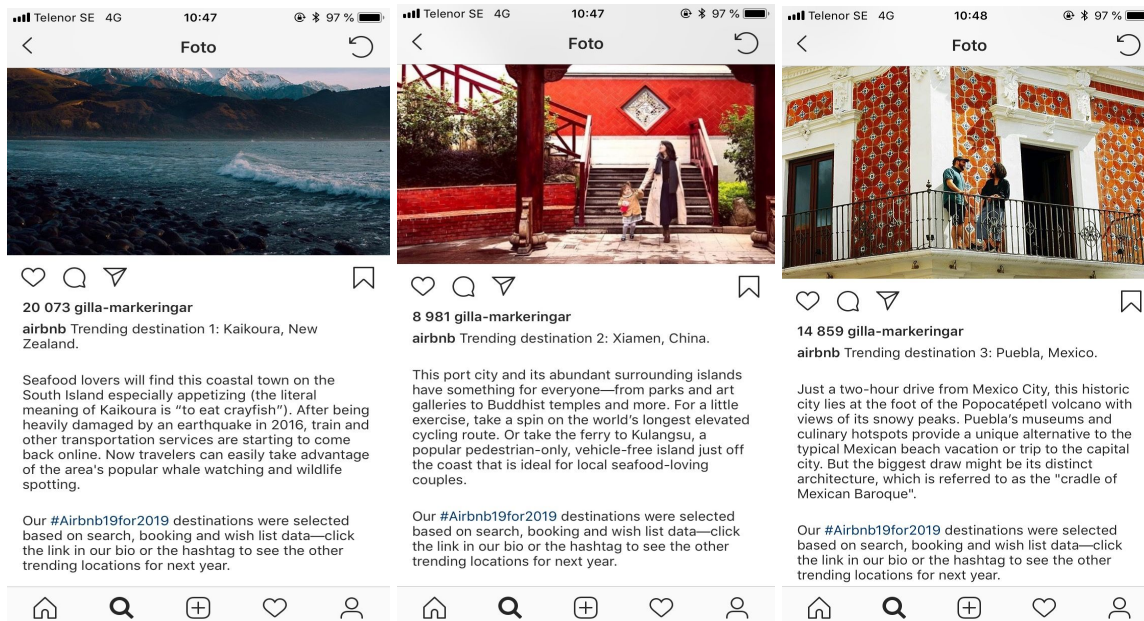 Telenor SE 4G 10:47 97 %
Foto
20 073 gilla-markeringar
airbnb Trending destination 1: Kaikoura, New
Zealand.
Seafood lovers will find this coastal town on the
South Island especially appetizing (the literal
meaning of Kaikoura is “to eat crayfish”). After being
heavily damaged by an earthquake in 2016, train and
other transportation services are starting to come
back online. Now travelers can easily take advantage
of the area's popular whale watching and wildlife
spotting.
Our #Airbnb19for2019 destinations were selected
based on search, booking and wish list data—click
the link in our bio or the hashtag to see the other
trending locations for next year.
Telenor SE 4G 10:47 97 %
Foto
8 981 gilla-markeringar
airbnb Trending destination 2: Xiamen, China.
This port city and its abundant surrounding islands
have something for everyone—from parks and art
galleries to Buddhist temples and more. For a little
exercise, take a spin on the world's longest elevated
cycling route. Or take the ferry to Kulangsu, a
popular pedestrian-only, vehicle-free island just off
the coast that is ideal for local seafood-loving
couples.
Our #Airbnb19for2019 destinations were selected
based on search, booking and wish list data—click
the link in our bio or the hashtag to see the other
trending locations for next year.
Telenor SE 4G 10:48 97 %
Foto
14 859 gilla-markeringar
airbnb Trending destination 3: Puebla, Mexico.
Just a two-hour drive from Mexico City, this historic
city lies at the foot of the Popocatépetl volcano with
views of its snowy peaks. Puebla's museums and
culinary hotspots provide a unique alternative to the
typical Mexican beach vacation or trip to the capital
city. But the biggest draw might be its distinct
architecture, which is referred to as the "cradle of
Mexican Baroque".
Our #Airbnb19for2019 destinations were selected
based on search, booking and wish list data—click
the link in our bio or the hashtag to see the other
trending locations for next year.